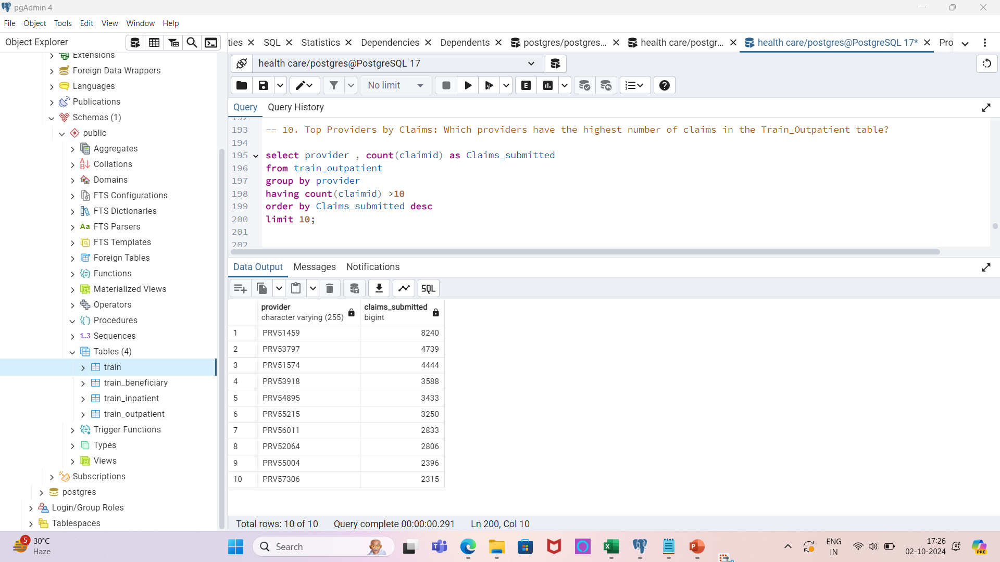 pgAdmin 4
File Object Tools Edit View Window Help
Object Explorer
ties SQL Statistics Dependencies Dependents postgres/postgres... health care/postgr... health care/postgres@PostgreSQL 17* Pro
Extensions
Foreign Data Wrappers
Languages
Publications
Schemas (1)
public
Aggregates
Collations
Domains
FTS Configurations
FTS Dictionaries
Aa FTS Parsers
FTS Templates
Foreign Tables
Functions
Materialized Views
Operators
Procedures
1..3 Sequences
Tables (4)
train
train_beneficiary
train_inpatient
train_outpatient
Trigger Functions
Types
Views
Subscriptions
postgres
Login/Group Roles
Tablespaces
health care/postgres@PostgreSQL 17
No limit E
Query Query History
192
193 -- 10. Top Providers by Claims: Which providers have the highest number of claims in the Train_Outpatient table?
194
195 select provider , count(claimid) as Claims_submitted
196 from train_outpatient
197 group by provider
198 having count(claimid) >10
199 order by Claims_submitted desc
200 limit 10;
201
202
Data Output Messages Notifications
SQL
provider claims_submitted
character varying (255) bigint
1 PRV51459 8240
2 PRV53797 4739
3 PRV51574 4444
4 PRV53918 3588
5 PRV54895 3433
6 PRV55215 3250
7 PRV56011 2833
8 PRV52064 2806
9 PRV55004 2396
10 PRV57306 2315
Total rows: 10 of 10 Query complete 00:00:00.291 Ln 200, Col 10
5 30°C
Haze
Search
ENG
IN
17:26
02-10-2024
PRE